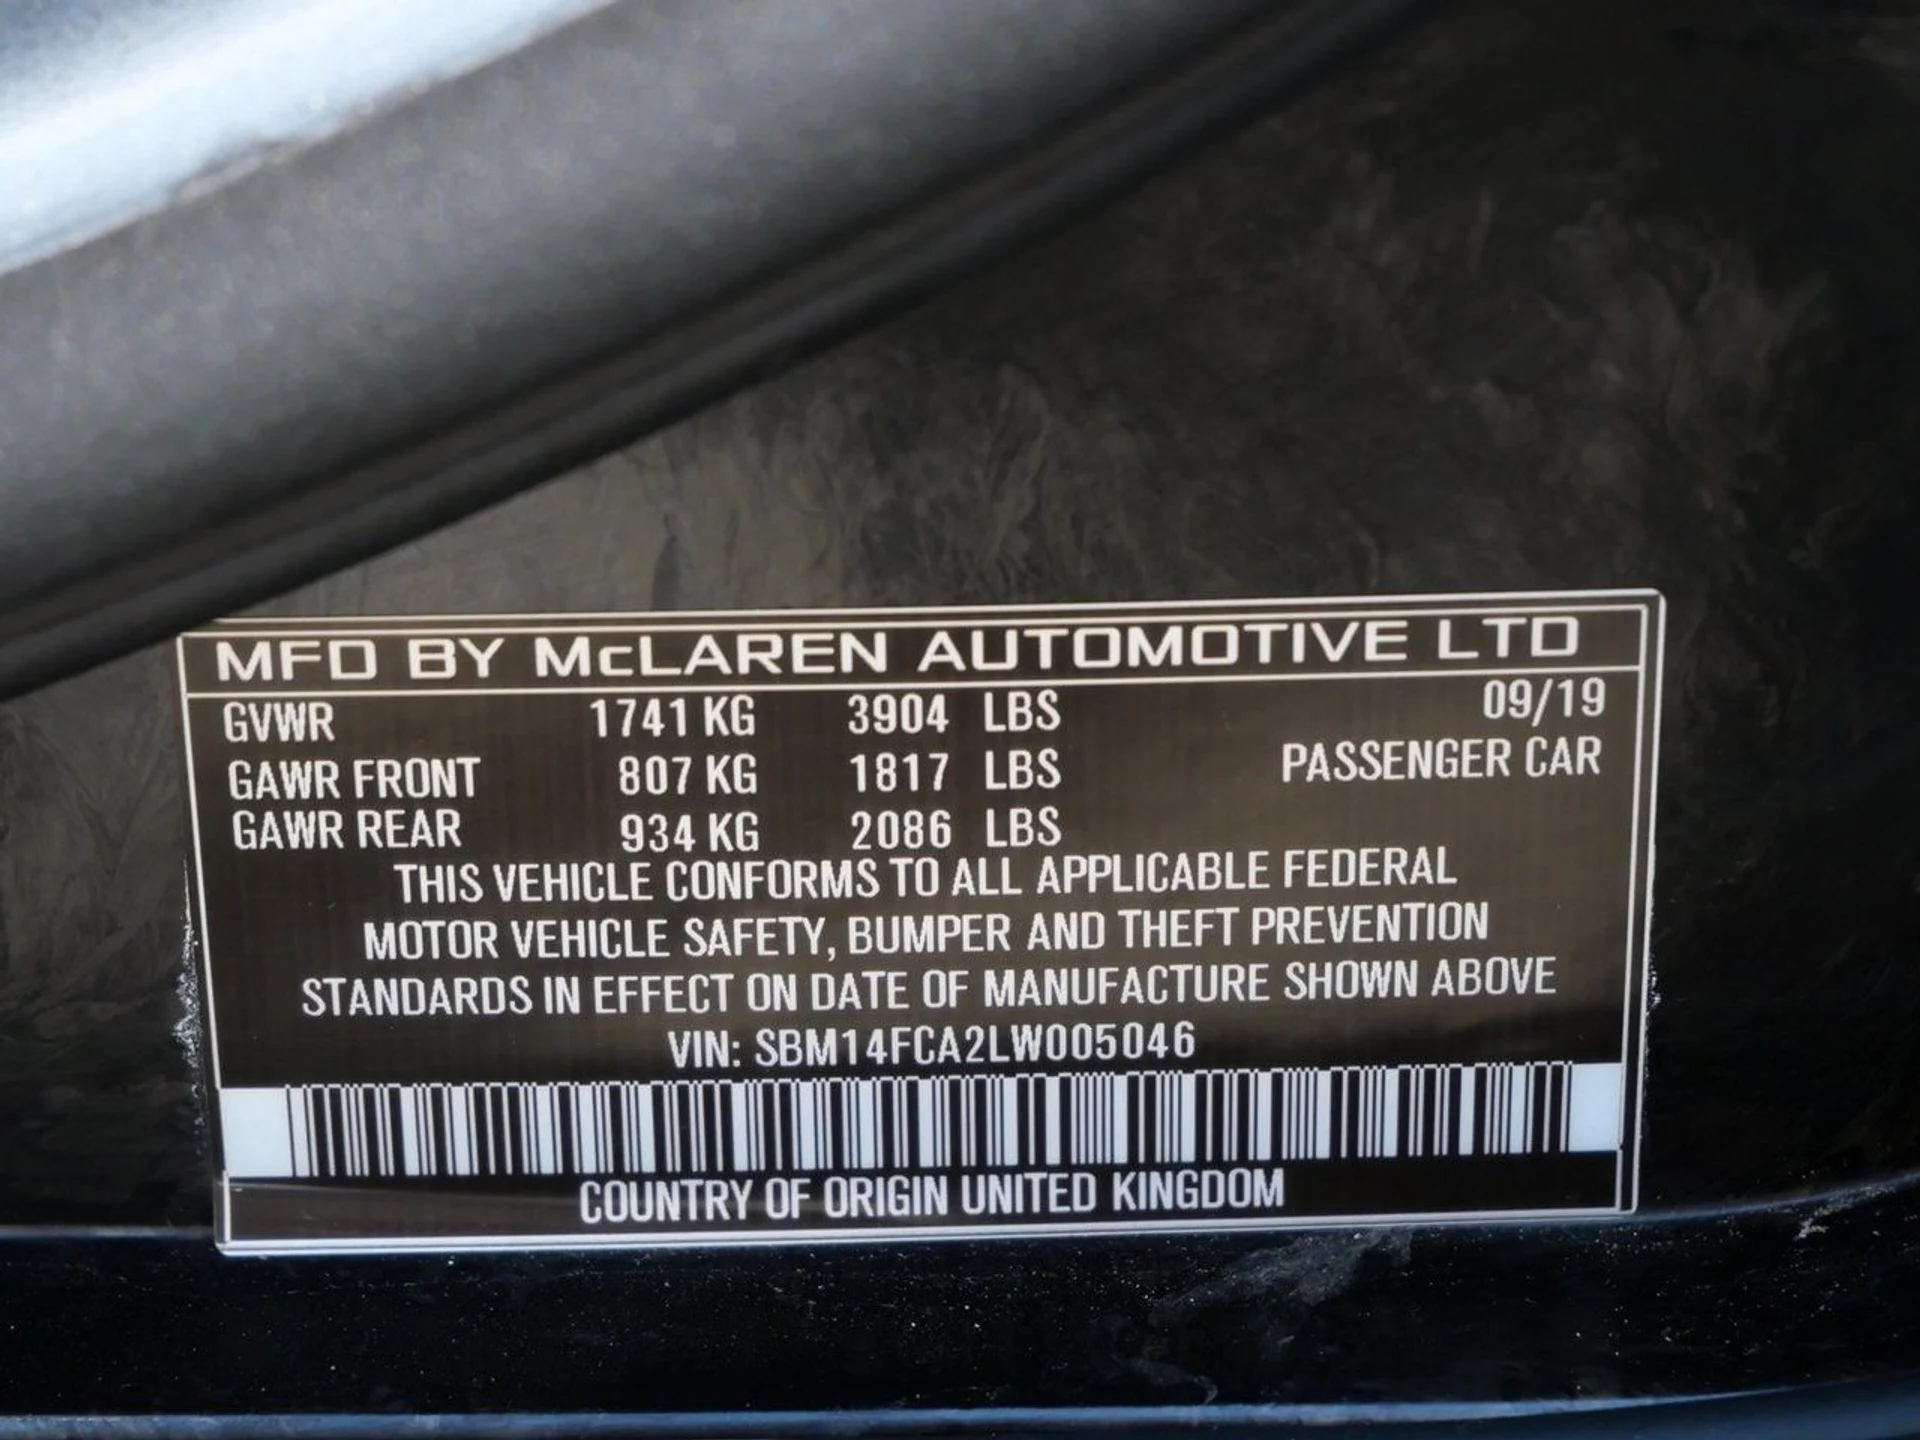 MFD BY McLAREN AUTOMOTIVE LTD
GVWR 1741 KG 3904 LBS 09/19
GAWR FRONT 807 KG 1817 LBS PASSENGER CAR
GAWR REAR 934 KG 2086 LBS
THIS VEHICLE CONFORMS TO ALL APPLICABLE FEDERAL
MOTOR VEHICLE SAFETY, BUMPER AND THEFT PREVENTION
STANDARDS IN EFFECT ON DATE OF MANUFACTURE SHOWN ABOVE
VIN: SBM14FCA2LW005046
COUNTRY OF ORIGIN UNITED KINGDOM